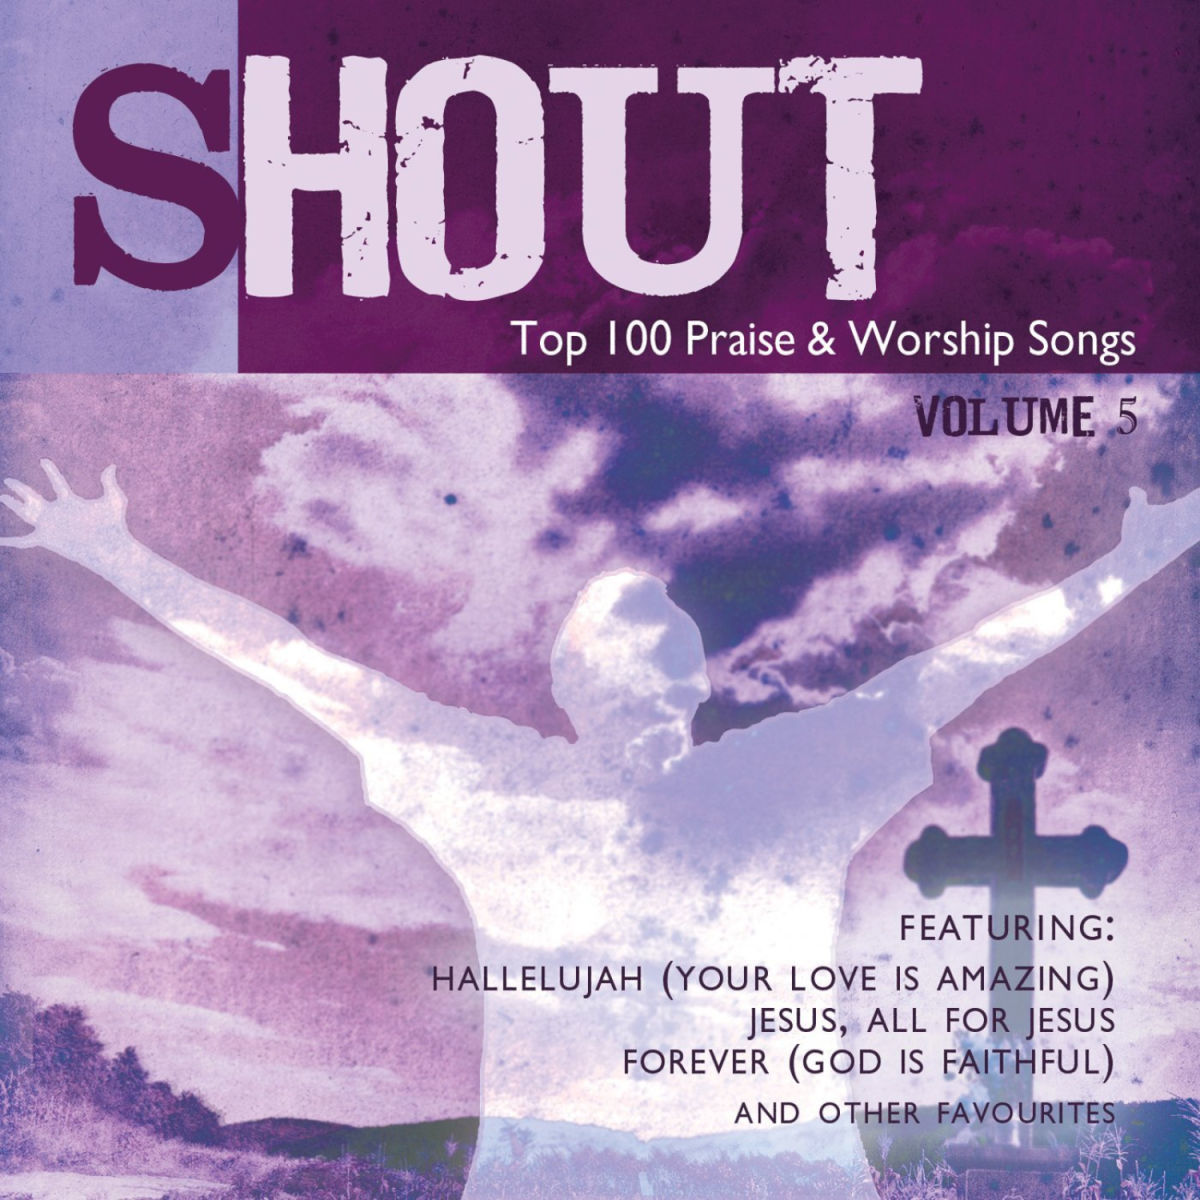 SHOUT
Top 100 Praise & Worship Songs
VOLUME 5
FEATURING:
HALLELUJAH (YOUR LOVE IS AMAZING)
JESUS, ALL FOR JESUS
FOREVER (GOD IS FAITHFUL)
AND OTHER FAVOURITES